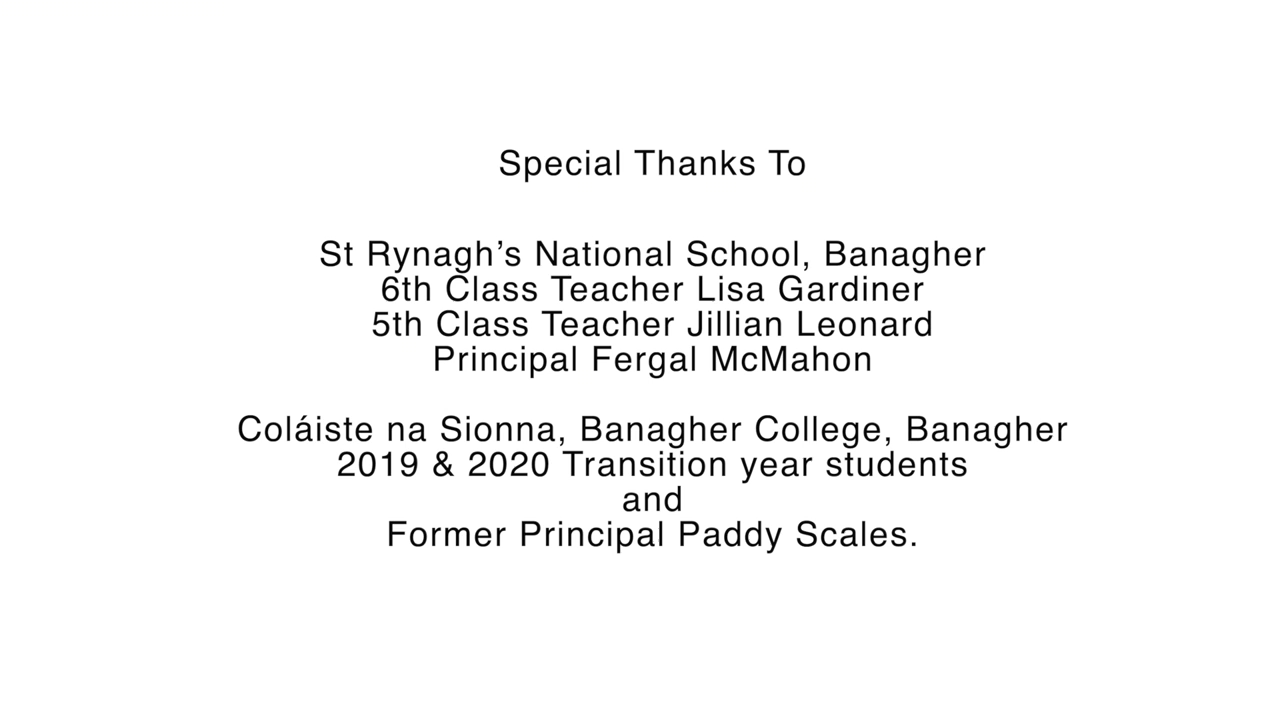 Special Thanks To
St Rynagh’s National School, Banagher
6th Class Teacher Lisa Gardiner
5th Class Teacher Jillian Leonard
Principal Fergal McMahon
Coláiste na Sionna, Banagher College, Banagher
2019 & 2020 Transition year students
and
Former Principal Paddy Scales.